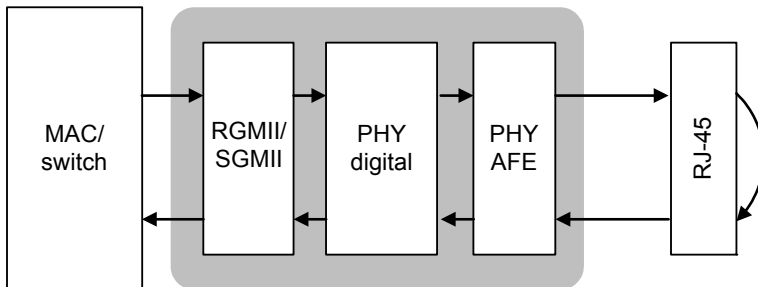 MAC/
switch
RGMII/
SGMII
PHY
digital
PHY
AFE
RJ-45